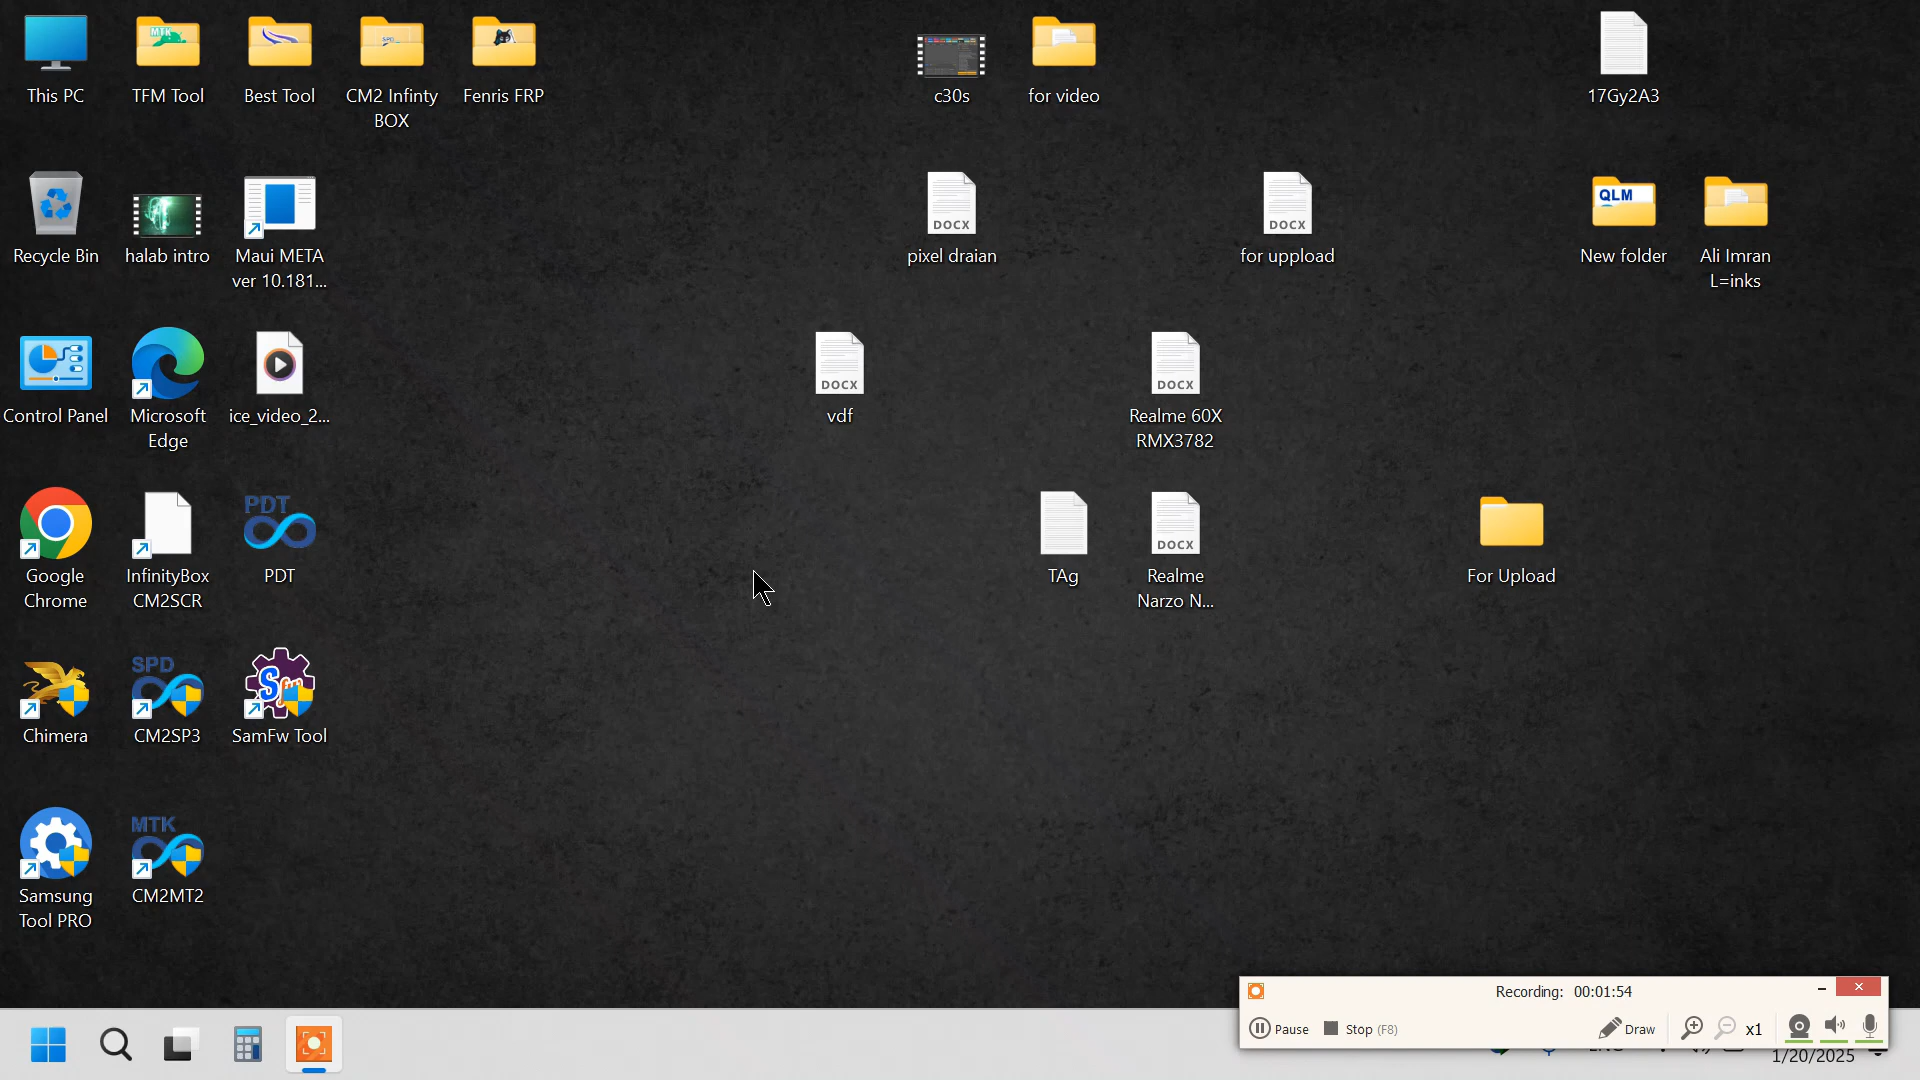 This PC
MTK
TFM Tool
Best Tool
SPD
CM2 Infinty
BOX
Fenris FRP
c30s
for video
17Gy2A3
Recycle Bin
halab intro
Maui META
ver 10.181...
DOCX
pixel draian
DOCX
for uppload
QLM
New folder
Ali Imran
L=inks
Control Panel
Microsoft
Edge
ice_video_2...
DOCX
vdf
Realme 60X
RMX3782
Google
Chrome
InfinityBox
CM2SCR
PDT
PDT
TAg
DOCX
Realme
Narzo N...
For Upload
Chimera
SPD
CM2SP3
Sfw
SamFw Tool
Samsung
Tool PRO
MTK
CM2MT2
Recording: 00:01:54
Pause
Stop (F8)
Draw
x1
1/20/2025